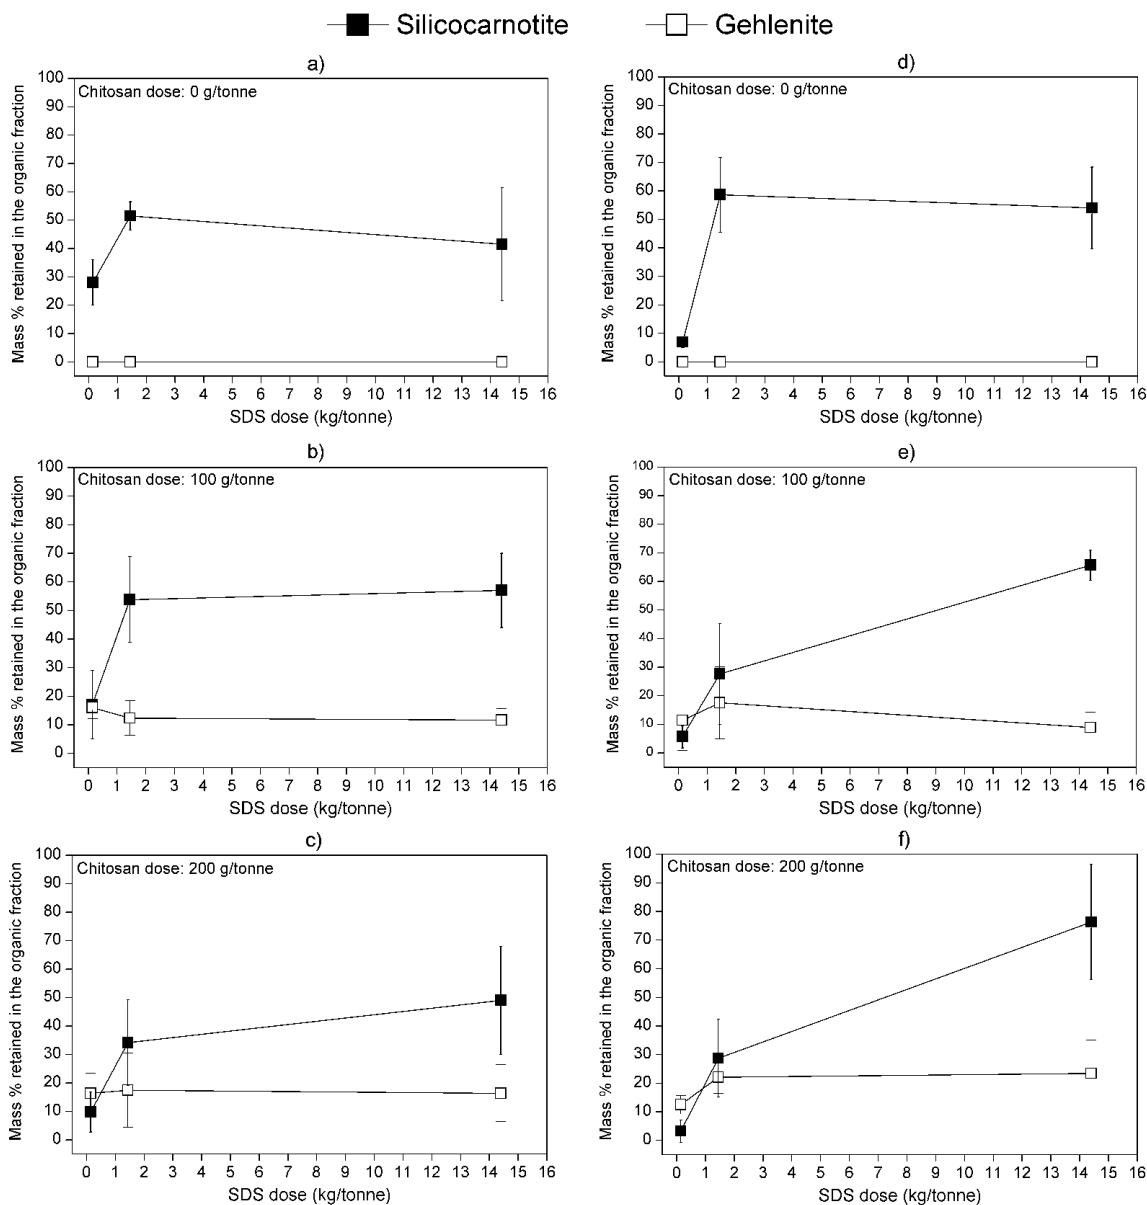 Silicocarnotite Gehlenite
a)
Mass % retained in the organic fraction
100
90
80
70
60
50
40
30
20
10
0
Chitosan dose: 0 g/tonne
0 1 2 3 4 5 6 7 8 9 10 11 12 13 14 15 16
SDS dose (kg/tonne)
d)
Mass % retained in the organic fraction
100
90
80
70
60
50
40
30
20
10
0
Chitosan dose: 0 g/tonne
0 1 2 3 4 5 6 7 8 9 10 11 12 13 14 15 16
SDS dose (kg/tonne)
b)
Mass % retained in the organic fraction
100
90
80
70
60
50
40
30
20
10
0
Chitosan dose: 100 g/tonne
0 1 2 3 4 5 6 7 8 9 10 11 12 13 14 15 16
SDS dose (kg/tonne)
e)
Mass % retained in the organic fraction
100
90
80
70
60
50
40
30
20
10
0
Chitosan dose: 100 g/tonne
0 1 2 3 4 5 6 7 8 9 10 11 12 13 14 15 16
SDS dose (kg/tonne)
c)
Mass % retained in the organic fraction
100
90
80
70
60
50
40
30
20
10
0
Chitosan dose: 200 g/tonne
0 1 2 3 4 5 6 7 8 9 10 11 12 13 14 15 16
SDS dose (kg/tonne)
f)
Mass % retained in the organic fraction
100
90
80
70
60
50
40
30
20
10
0
Chitosan dose: 200 g/tonne
0 1 2 3 4 5 6 7 8 9 10 11 12 13 14 15 16
SDS dose (kg/tonne)